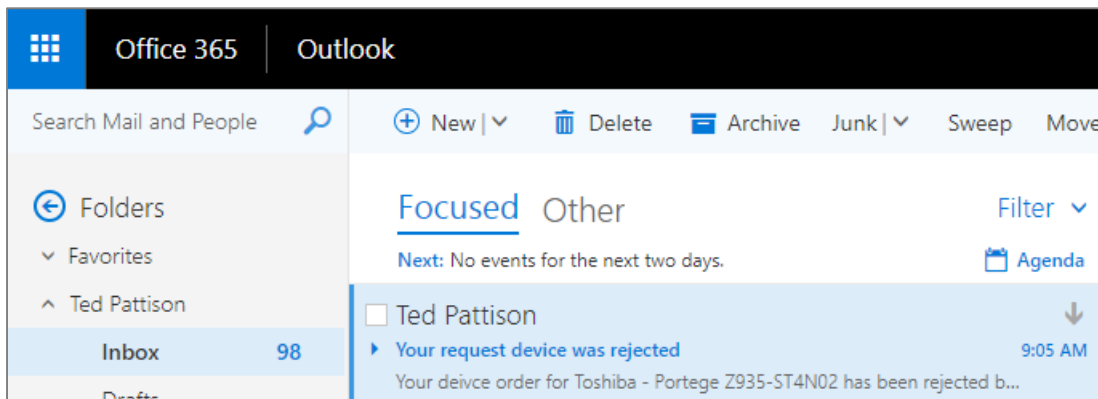 Office 365 Outlook
Search Mail and People
New Delete Archive Junk Sweep Move
Folders
Focused Other Filter
Favorites
Next: No events for the next two days. Agenda
Ted Pattison
Ted Pattison
Inbox 98
Your request device was rejected 9:05 AM
Your deivce order for Toshiba - Portege Z935-ST4N02 has been rejected b...
Drafts